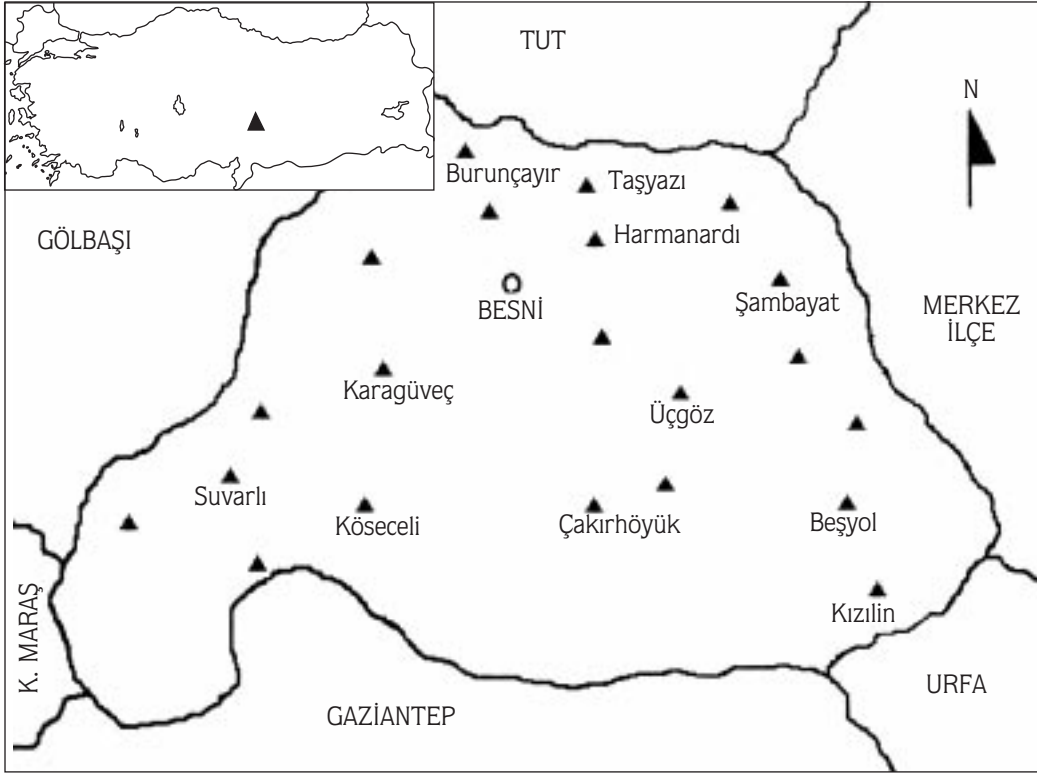 TUT
N
Burunçayır
Taşyazı
GÖLBAŞI
Harmanardı
BESNİ
Şambayat
MERKEZ
İLÇE
Karagüveç
Üçgöz
Suvarlı
Köseceli
Çakırhöyük
Beşyol
K. MARAŞ
Kızılin
URFA
GAZİANTEP